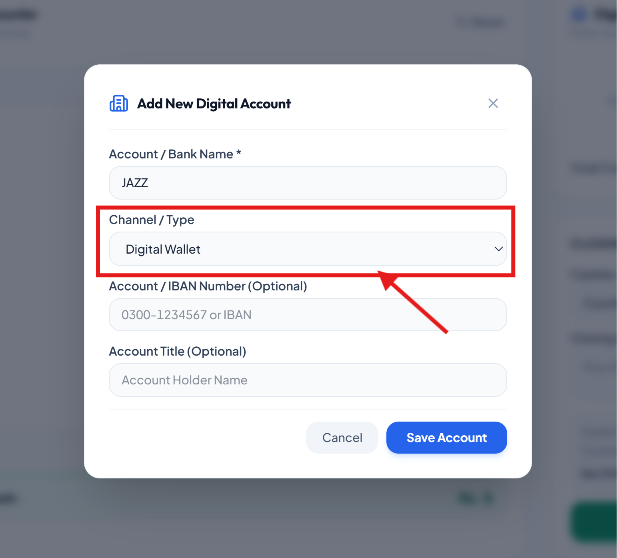 Add New Digital Account
Account / Bank Name *
JAZZ
Channel / Type
Digital Wallet
Account / IBAN Number (Optional)
0300-1234567 or IBAN
Account Title (Optional)
Account Holder Name
Cancel
Save Account